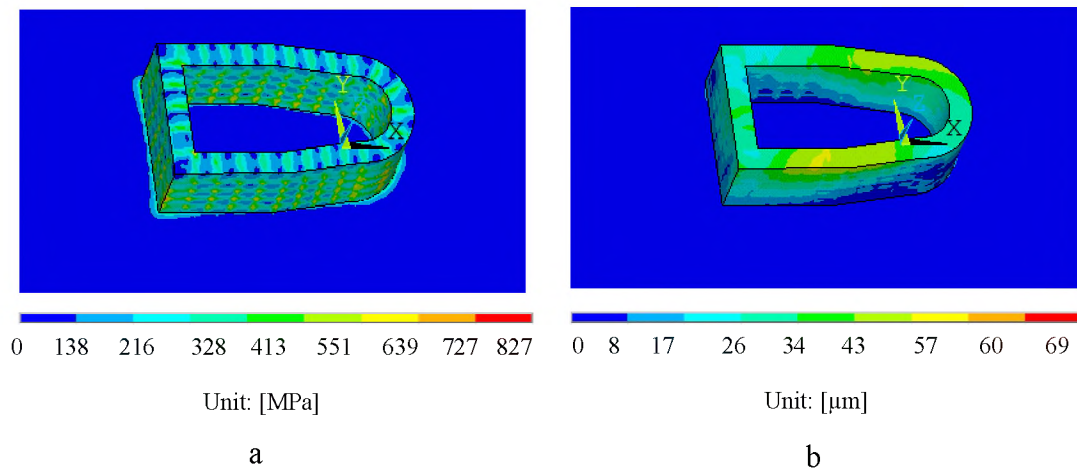 Y
X
Y
Z
X
0 138 216 328 413 551 639 727 827
0 8 17 26 34 43 57 60 69
Unit: [MPa]
Unit: [μm]
a
b